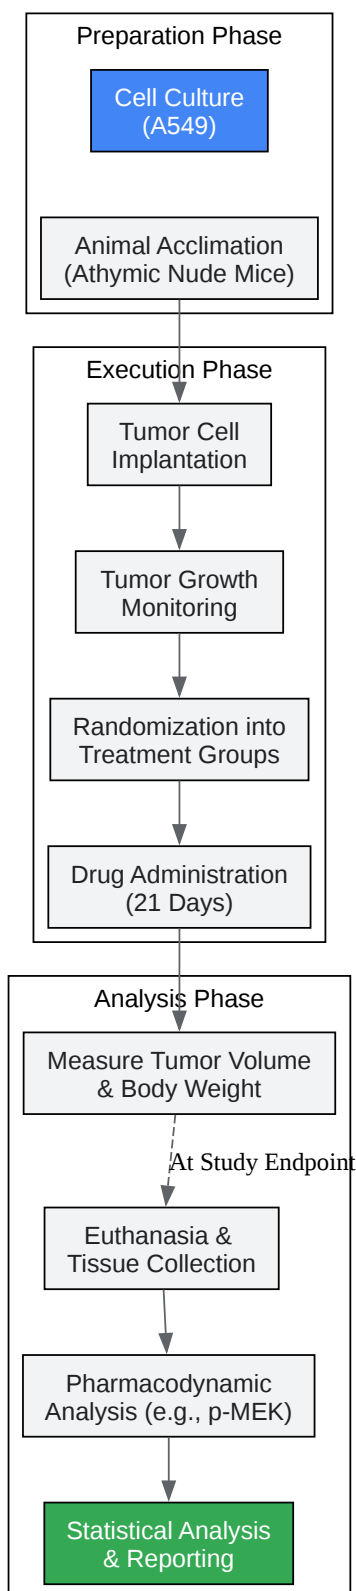 Preparation Phase
Cell Culture
(A549)
Animal Acclimation
(Athymic Nude Mice)
Execution Phase
Tumor Cell
Implantation
Tumor Growth
Monitoring
Randomization into
Treatment Groups
Drug Administration
(21 Days)
Analysis Phase
Measure Tumor Volume
& Body Weight
At Study Endpoint
Euthanasia &
Tissue Collection
Pharmacodynamic
Analysis (e.g., p-MEK)
Statistical Analysis
& Reporting